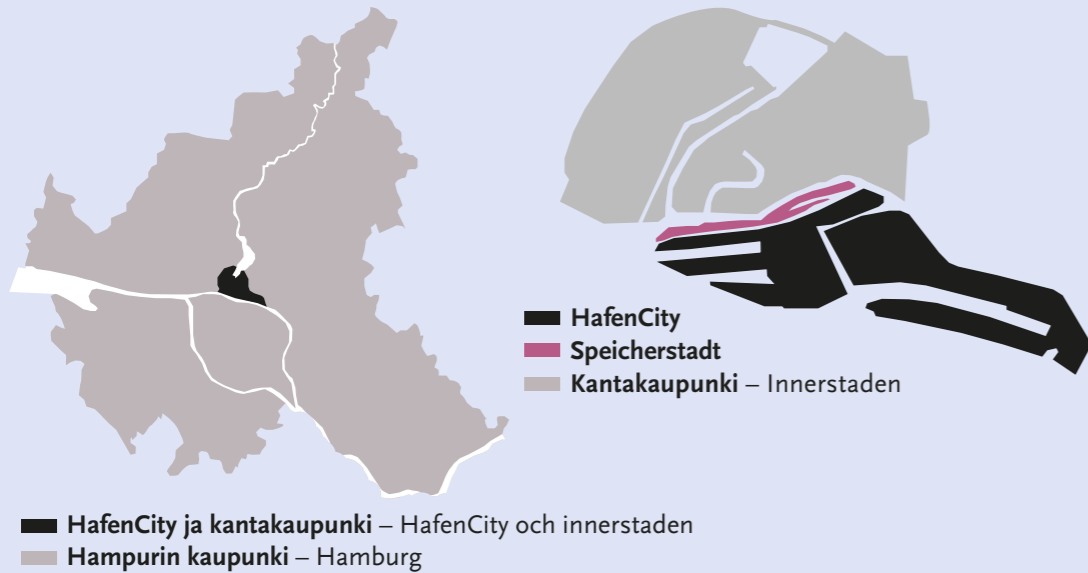 HafenCity
Speicherstadt
Kantakaupunki – Innerstaden
HafenCity ja kantakaupunki – HafenCity och innerstaden
Hampurin kaupunki – Hamburg